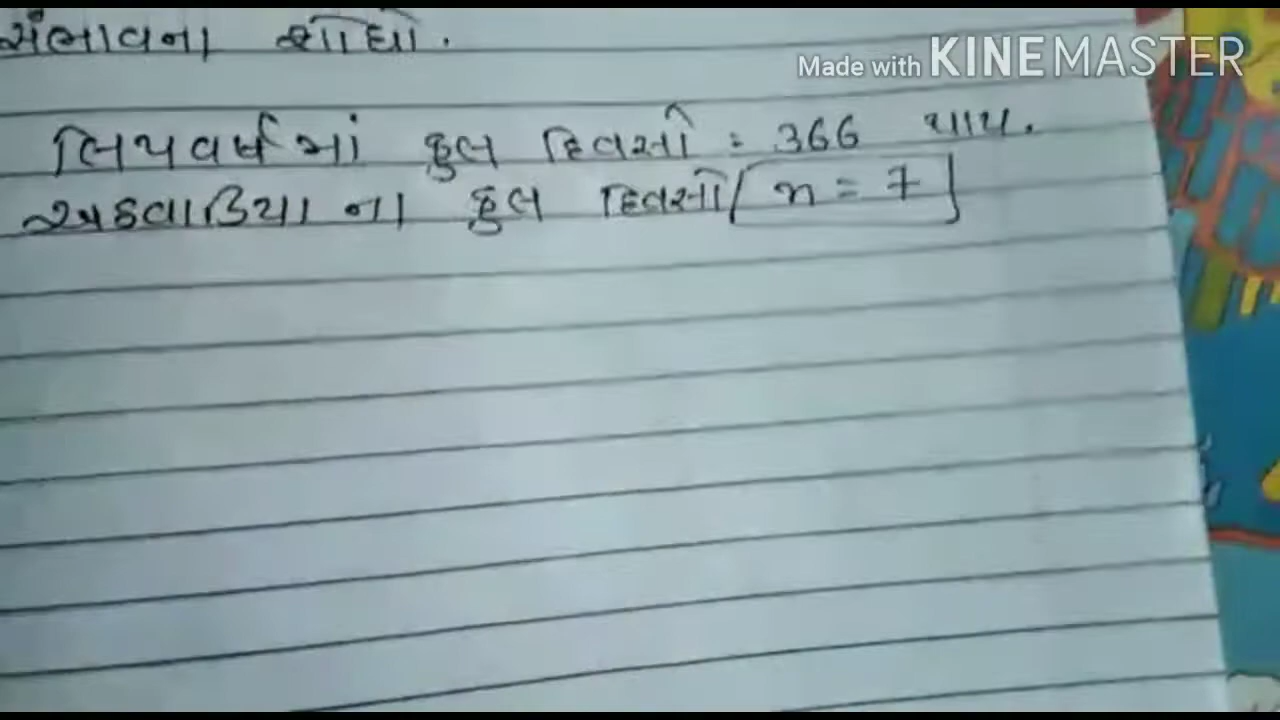 સંભાવના શોધો.
Made with KINEMASTER
લિપવર્ષમાં કુલ દિવસો = 366 થાય.
અઠવાડિયા ના કુલ દિવસો n = 7